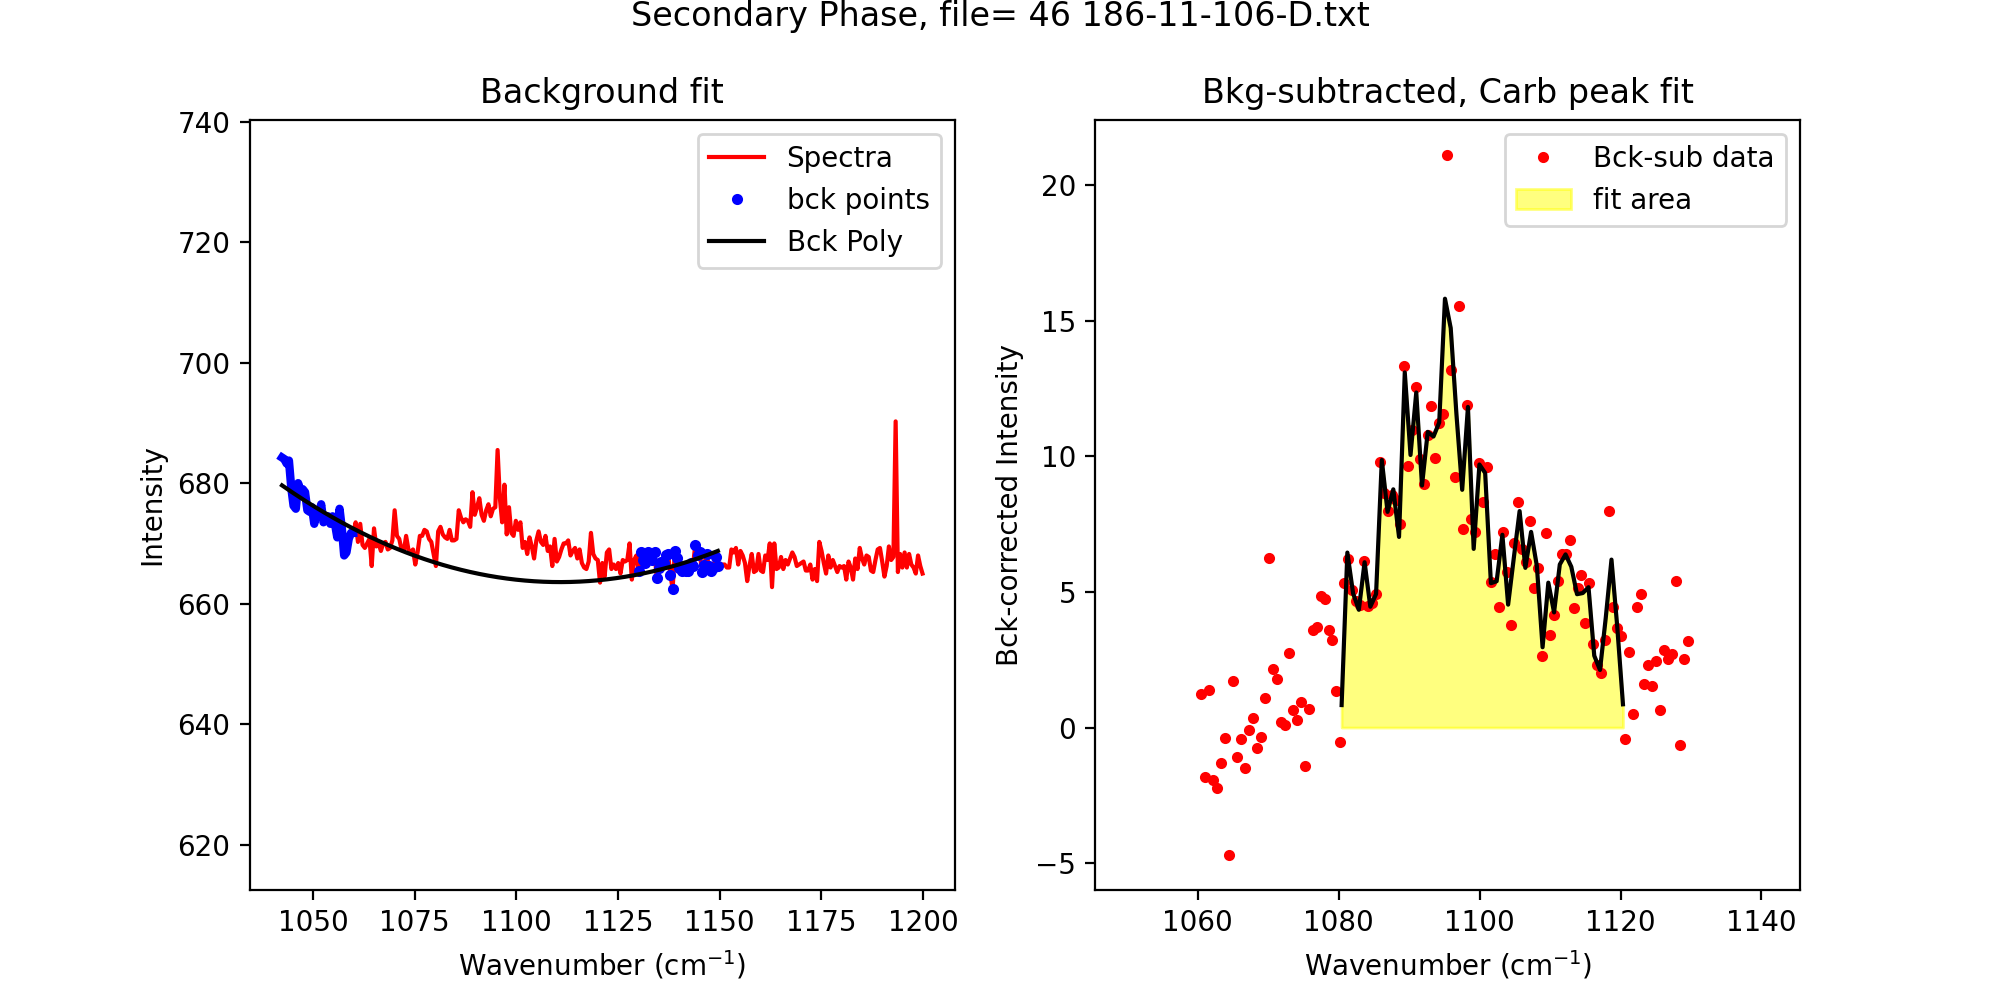 Secondary Phase, file= 46 186-11-106-D.txt
Background fit
740
720
700
680
660
640
620
Intensity
Spectra
bck points
Bck Poly
1050 1075 1100 1125 1150 1175 1200
Wavenumber (cm⁻¹)
Bkg-subtracted, Carb peak fit
20
15
10
5
0
−5
Bck-corrected Intensity
Bck-sub data
fit area
1060 1080 1100 1120 1140
Wavenumber (cm⁻¹)